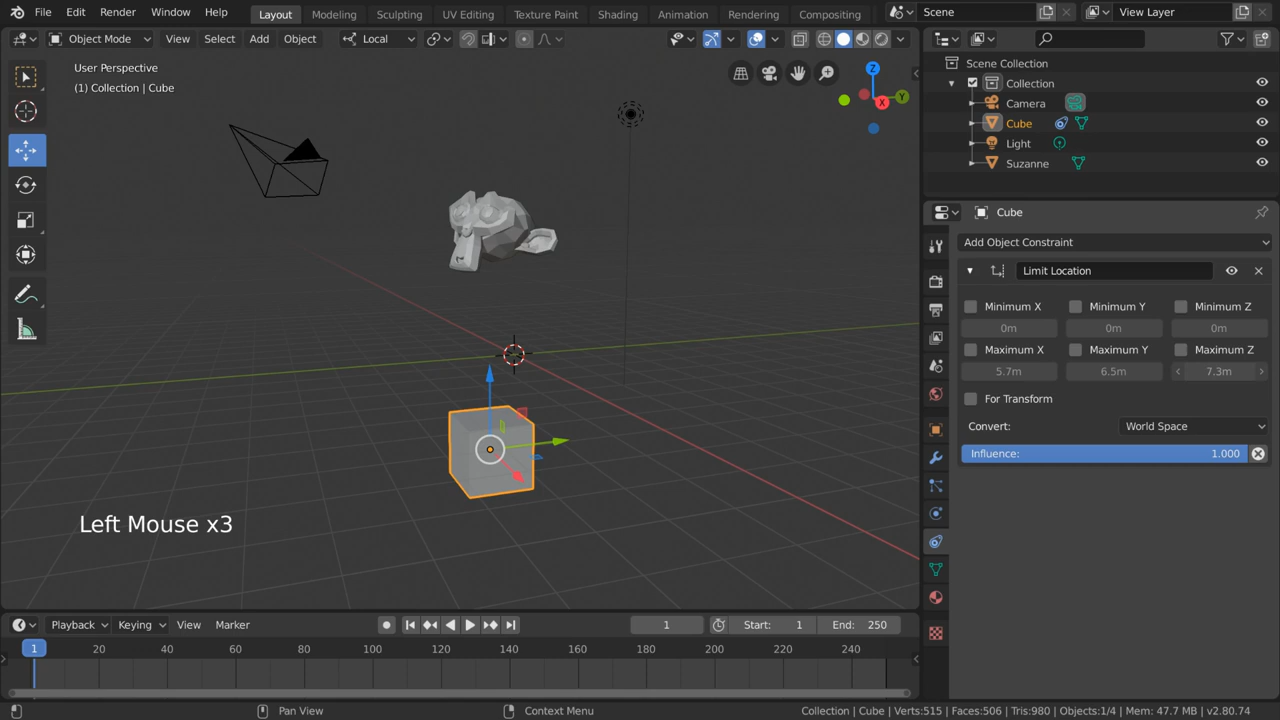 File Edit Render Window Help Layout Modeling Sculpting UV Editing Texture Paint Shading Animation Rendering Compositing Scene View Layer
Object Mode View Select Add Object Local
User Perspective
(1) Collection | Cube
Z
X
Y
Scene Collection
Collection
Camera
Cube
Light
Suzanne
Cube
Add Object Constraint
Limit Location
Minimum X Minimum Y Minimum Z
0m 0m 0m
Maximum X Maximum Y Maximum Z
5.7m 6.5m 7.3m
For Transform
Convert: World Space
Influence: 1.000
Left Mouse x3
Playback Keying View Marker 1 Start: 1 End: 250
1 20 40 60 80 100 120 140 160 180 200 220 240
Pan View Context Menu Collection | Cube | Verts:515 | Faces:506 | Tris:980 | Objects:1/4 | Mem: 47.7 MB | v2.80.74